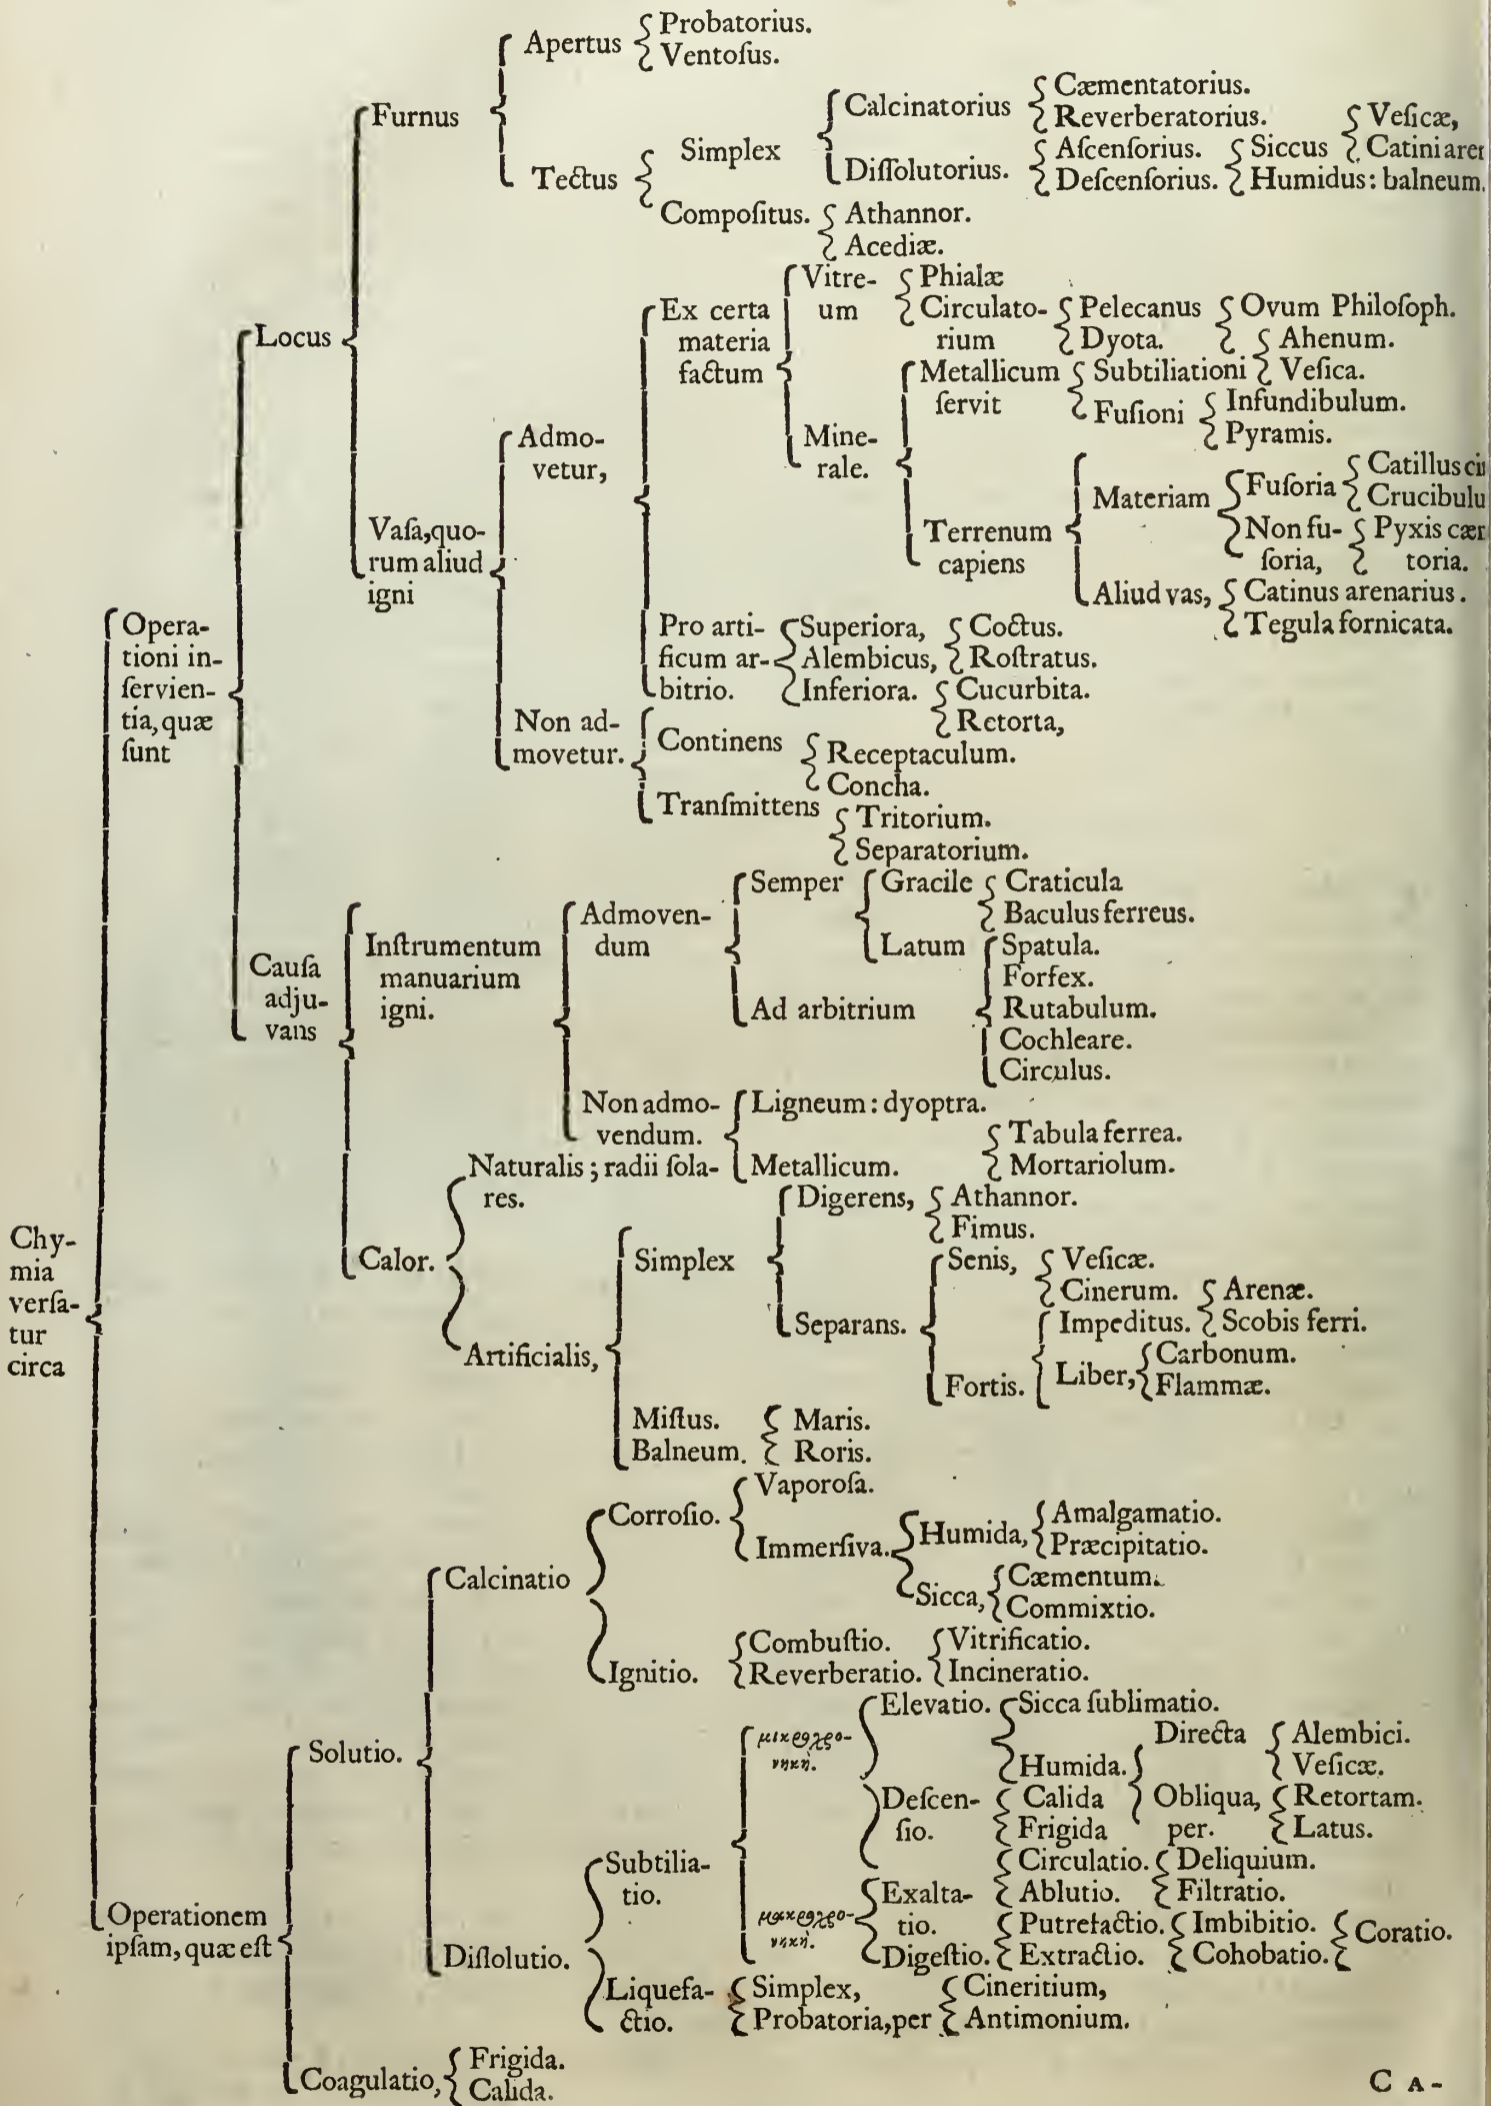 Probatorius.
Apertus
Ventoſus.
Cæmentatorius.
Furnus
Calcinatorius
Reverberatorius.
Veſicæ,
Simplex
Aſcenſorius.
Siccus
Catini
Tectus
Diſſolutorius.
Deſcenſorius.
Humidus: balneum.
Compoſitus.
Athannor.
Acediæ.
Vitre-
um
Phialæ
Circulato-
rium
Pelecanus
Dyota.
Ovum Philoſoph.
Locus
Ex certa
materia
factum
Ahenum.
Veſica.
Metallicum
ſervit
Subtiliationi
Fuſioni
Infundibulum.
Pyramis.
Admo-
vetur,
Mine-
rale.
Materiam
Fuſoria
Catillus
Vaſa, quo-
rum aliud
igni
Terrenum
capiens
Non fu-
ſoria,
Pyxis
toria.
Aliud vas,
Catinus arenarius.
Tegula fornicata.
Opera-
tioni in-
ſervien-
tia, quæ
ſunt
Pro arti-
ficum ar-
bitrio.
Superiora,
Alembicus,
Inferiora.
Coctus.
Roſtratus.
Cucurbita.
Retorta,
Non ad-
movetur.
Continens
Receptaculum.
Concha.
Tranſmittens
Tritorium.
Separatorium.
Semper
Gracile
Craticula
Baculus ferreus.
Cauſa
adju-
vans
Inſtrumentum
manuarium
igni.
Admoven-
dum
Latum
Spatula.
Forfex.
Ad arbitrium
Rutabulum.
Cochleare.
Circulus.
Non admo-
vendum.
Ligneum: dyoptra.
Metallicum.
Tabula ferrea.
Mortariolum.
Naturalis; radii ſola-
res.
Chy-
mia
verſa-
tur
circa
Calor.
Simplex
Digerens,
Athannor.
Fimus.
Separans.
Senis,
Veſicæ.
Cinerum.
Arenæ.
Scobis ferri.
Artificialis,
Fortis.
Impeditus.
Liber,
Carbonum.
Flammæ.
Miſtus.
Balneum.
Maris.
Roris.
Calcinatio
Corroſio.
Vaporoſa.
Immerſiva.
Humida,
Amalgamatio.
Præcipitatio.
Sicca,
Cæmentum.
Commixtio.
Ignitio.
Combuſtio.
Reverberatio.
Vitrificatio.
Incineratio.
Solutio.
Elevatio.
Sicca ſublimatio.
Humida.
Directa
Alembici.
Veſicæ.
Deſcen-
ſio.
Calida
Frigida
Obliqua,
per.
Retortam.
Latus.
Subtilia-
tio.
Exalta-
tio.
Circulatio.
Ablutio.
Deliquium.
Filtratio.
Operationem
ipſam, quæ eſt
Diſſolutio.
Digeſtio.
Putrefactio.
Extractio.
Imbibitio.
Cohobatio.
Coratio.
Liquefa-
ctio.
Simplex,
Probatoria, per
Cineritium,
Antimonium.
Coagulatio,
Frigida.
Calida.
C A-